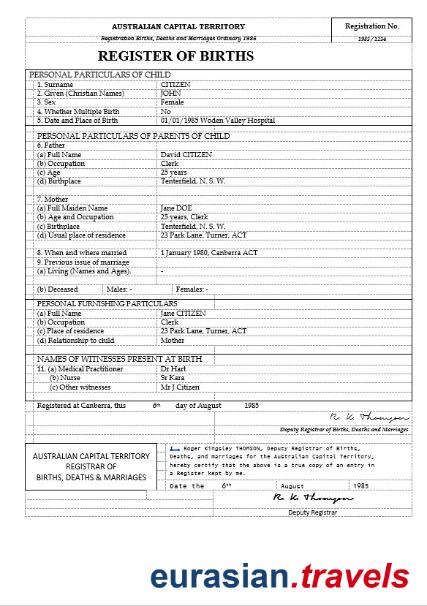 AUSTRALIAN CAPITAL TERRITORY
Registration Births, Deaths and Marriages Ordinary 1986
Registration No.
1985/1234
REGISTER OF BIRTHS
PERSONAL PARTICULARS OF CHILD
1. Surname CITIZEN
2. Given (Christian Names) JOHN
3. Sex Female
4. Whether Multiple Birth No
5. Date and Place of Birth 01/01/1985 Woden Valley Hospital
PERSONAL PARTICULARS OF PARENTS OF CHILD
6. Father
(a) Full Name David CITIZEN
(b) Occupation Clerk
(c) Age 25 years
(d) Birthplace Tenterfield, N. S. W.
7. Mother
(a) Full Maiden Name Jane DOE
(b) Age and Occupation 25 years, Clerk
(c) Birthplace Tenterfield, N. S. W.
(d) Usual place of residence 23 Park Lane, Turner, ACT
8. When and where married 1 January 1980, Canberra ACT
9. Previous issue of marriage
(a) Living (Names and Ages). -
(b) Deceased Males: - Females: -
PERSONAL FURNISHING PARTICULARS
(a) Full Name Jane CITIZEN
(b) Occupation Clerk
(c) Place of residence 23 Park Lane, Turner, ACT
(d) Relationship to child Mother
NAMES OF WITNESSES PRESENT AT BIRTH
11. (a) Medical Practitioner Dr Hart
(b) Nurse Sr Kara
(c) Other witnesses Mr J Citizen
Registered at Canberra, this 6th day of August 1985
R. K. Thomson
Deputy Registrar of Births, Deaths and Marriages
AUSTRALIAN CAPITAL TERRITORY
REGISTRAR OF
BIRTHS, DEATHS & MARRIAGES
I, Roger Kingsley THOMSON, Deputy Registrar of Births,
Deaths, and marriages for the Australian Capital Territory,
hereby certify that the above is a true copy of an entry in
a Register kept by me.
Date the 6th August 1985
R. K. Thomson
Deputy Registrar
eurasian.travels